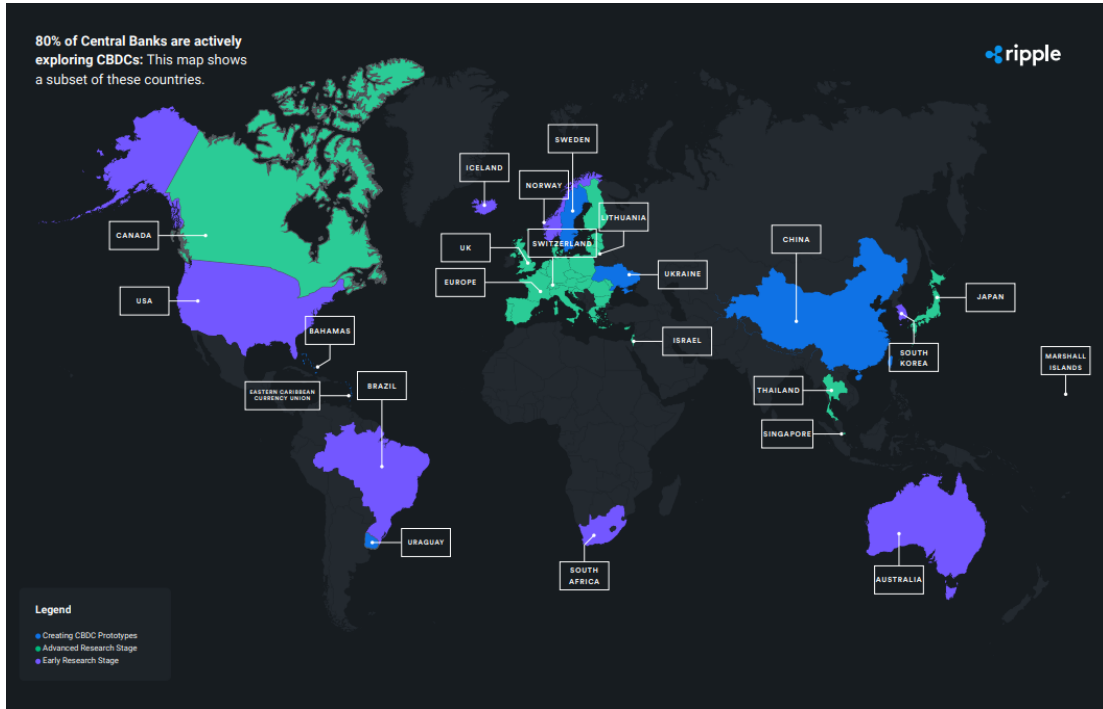 80% of Central Banks are actively
exploring CBDCs: This map shows
a subset of these countries.
ripple
SWEDEN
ICELAND
NORWAY
LITHUANIA
CANADA
UK
SWITZERLAND
CHINA
EUROPE
UKRAINE
USA
JAPAN
BAHAMAS
ISRAEL
SOUTH
KOREA
MARSHALL
ISLANDS
EASTERN CARIBBEAN
CURRENCY UNION
BRAZIL
THAILAND
SINGAPORE
URAGUAY
SOUTH
AFRICA
AUSTRALIA
Legend
Creating CBDC Prototypes
Advanced Research Stage
Early Research Stage